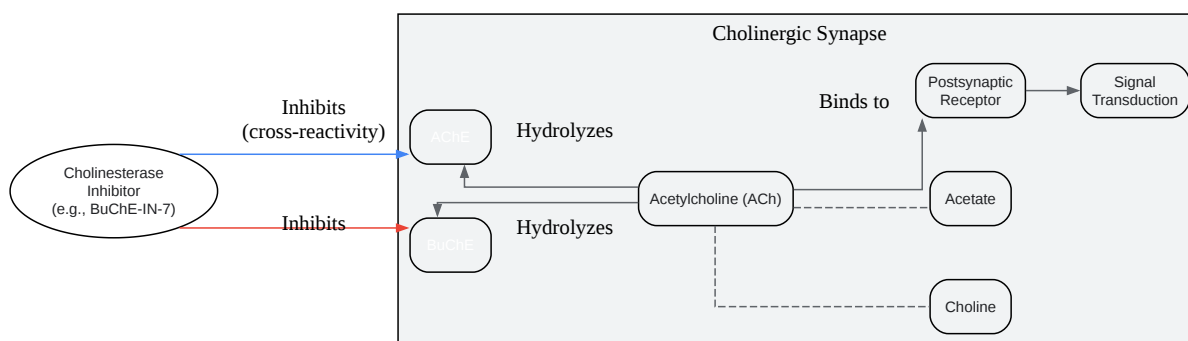 Cholinergic Synapse
Postsynaptic
Receptor
Signal
Transduction
Binds to
Inhibits
(cross-reactivity)
AChE
Hydrolyzes
Cholinesterase
Inhibitor
(e.g., BuChE-IN-7)
Acetylcholine (ACh)
Acetate
Inhibits
BuChE
Hydrolyzes
Choline